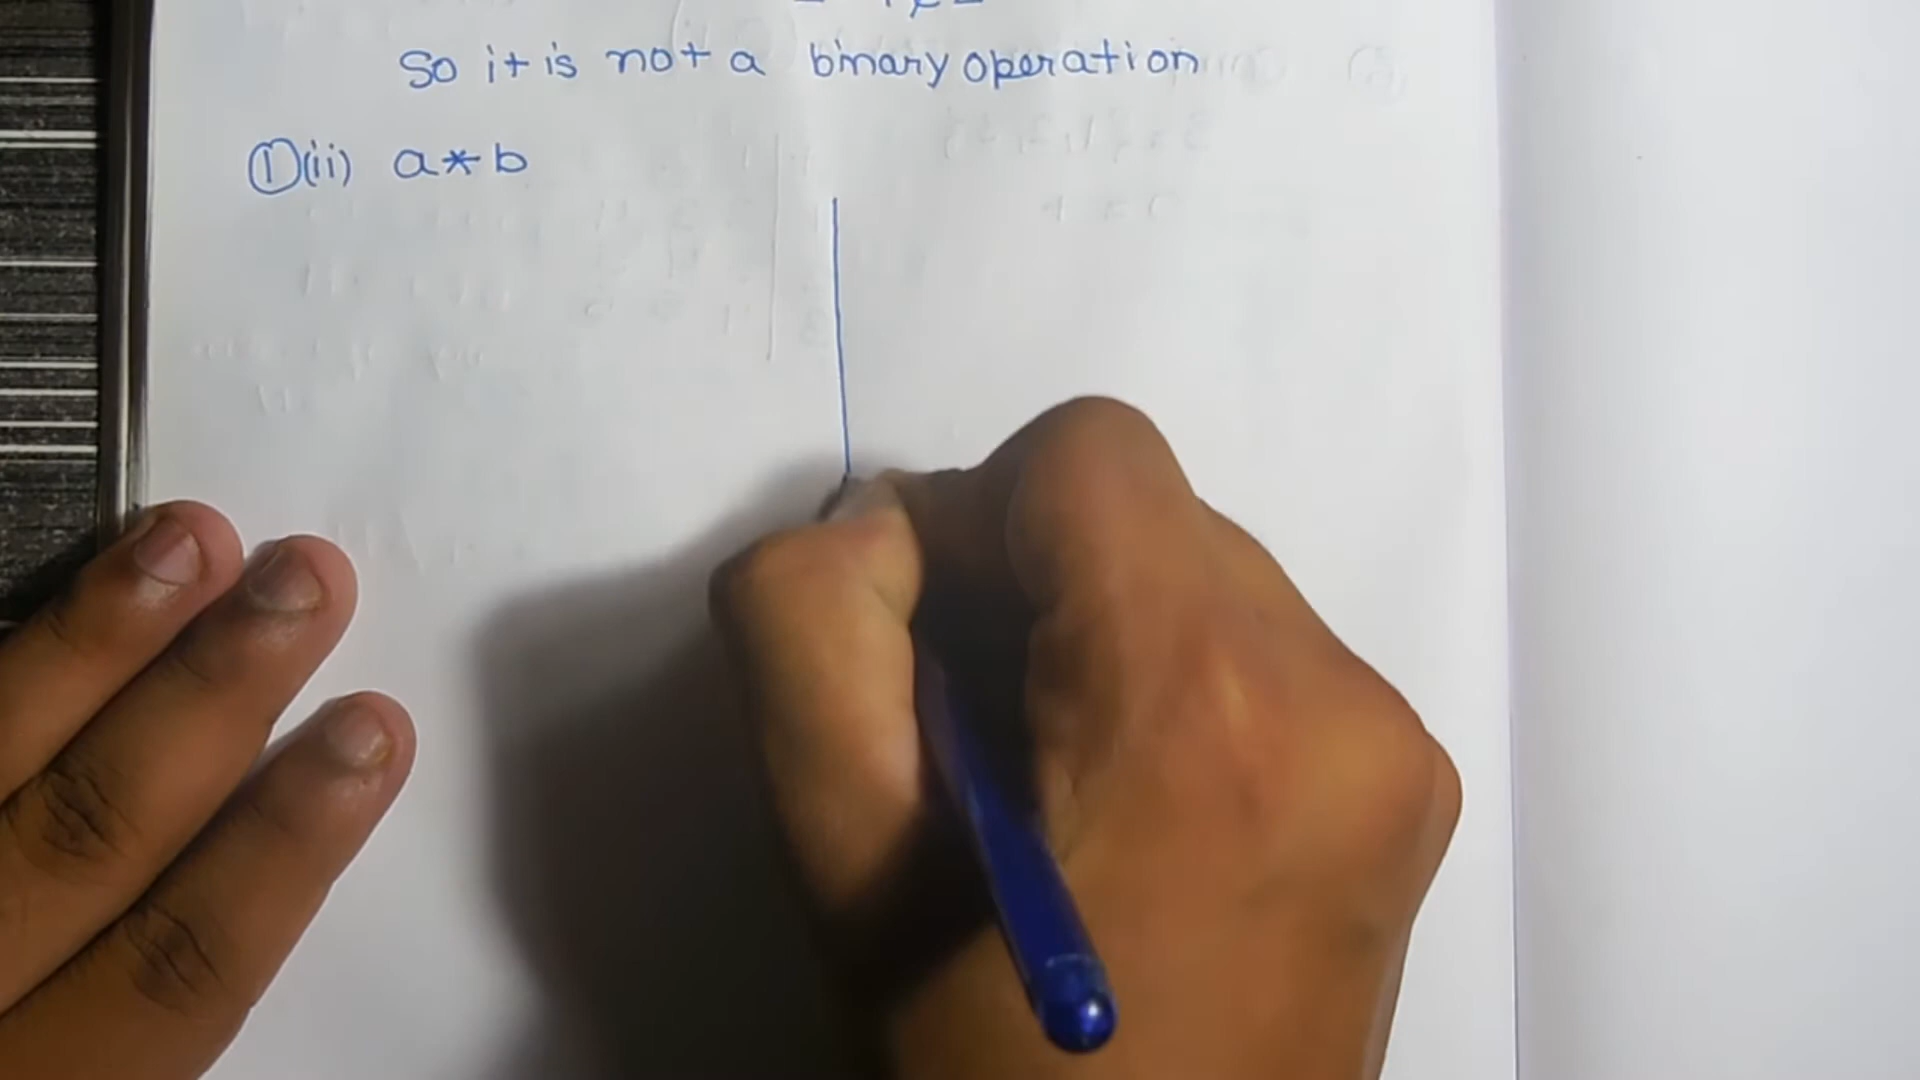 So it is not a binary operation
①(ii) a*b